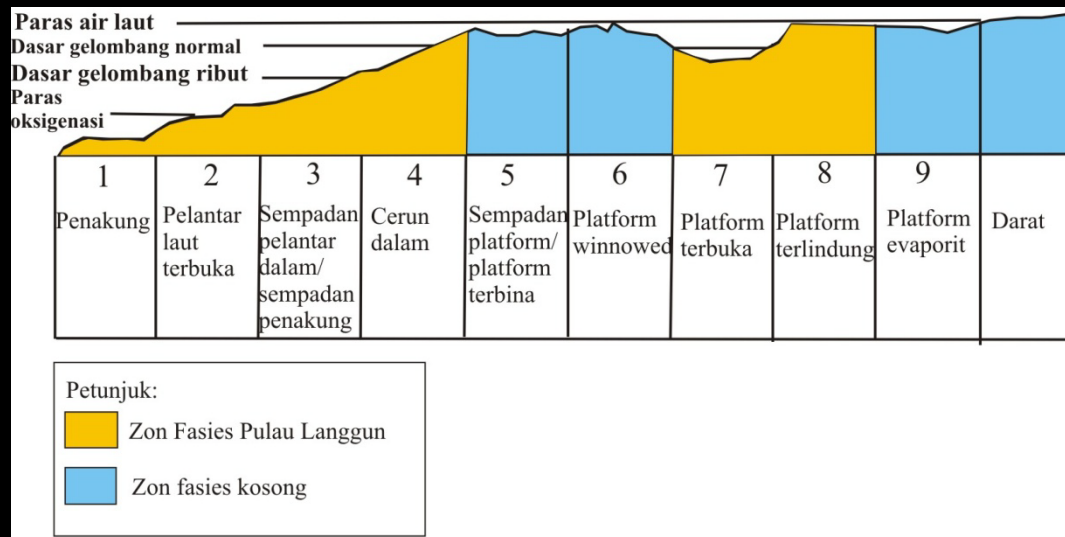 Paras air laut
Dasar gelombang normal
Dasar gelombang ribut
Paras
oksigenasi
1
Penakung
2
Pelantar
laut
terbuka
3
Sempadan
pelantar
dalam/
sempadan
penakung
4
Cerun
dalam
5
Sempadan
platform/
platform
terbina
6
Platform
winnowed
7
Platform
terbuka
8
Platform
terlindung
9
Platform
evaporit
Darat
Petunjuk:
Zon Fasies Pulau Langgun
Zon fasies kosong